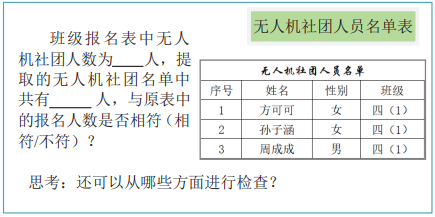 无人机社团人员名单表
班级报名表中无人
机社团人数为____人，提
取的无人机社团名单中
共有______ 人，与原表中
的报名人数是否相符（相
符/不符）？
无人机社团人员名单
序号 姓名 性别 班级
1 方可可 女 四（1）
2 孙子涵 女 四（1）
3 周成成 男 四（1）
思考：还可以从哪些方面进行检查？